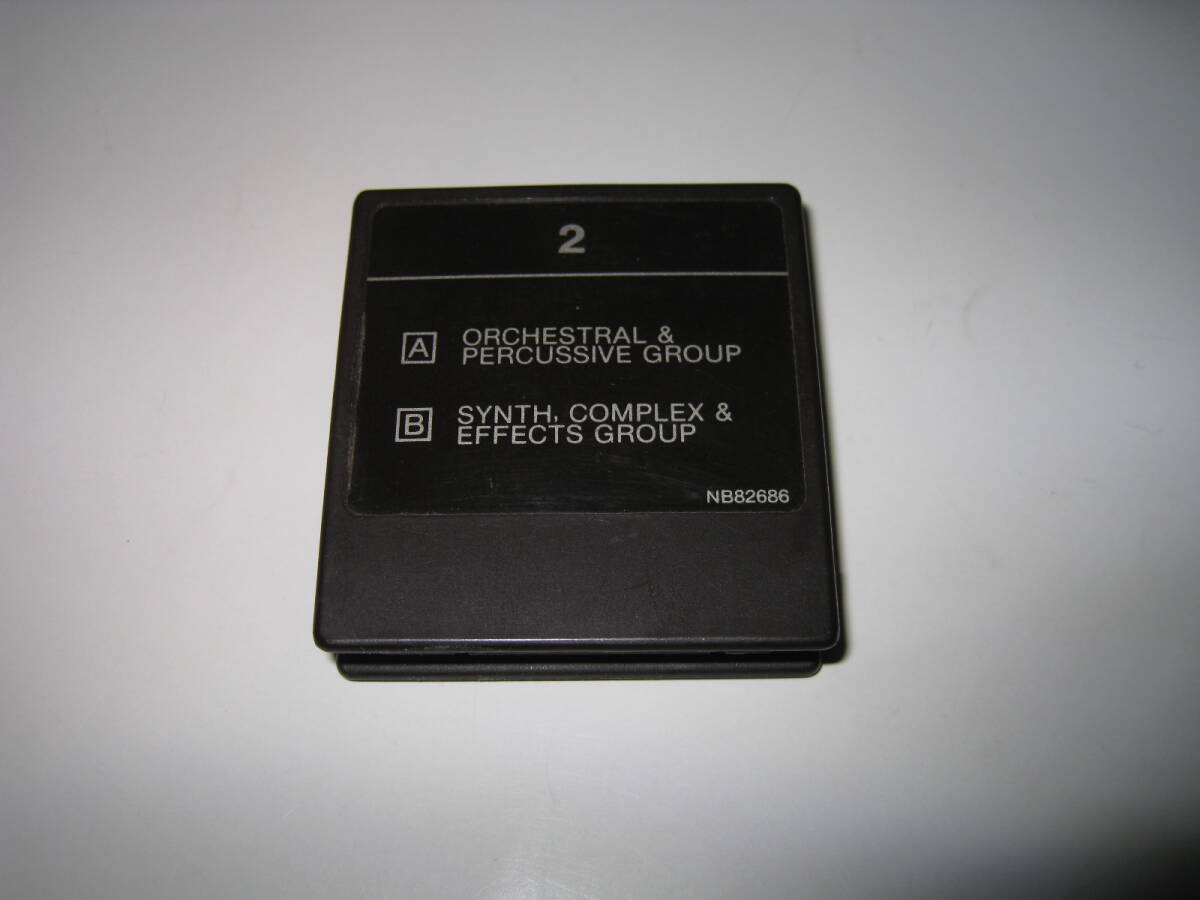 2
A ORCHESTRAL &
PERCUSSIVE GROUP
B SYNTH, COMPLEX &
EFFECTS GROUP
NB82686